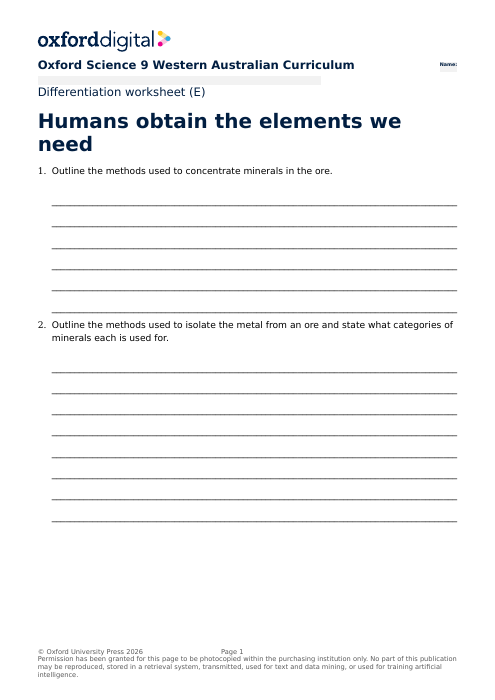 oxforddigital
Oxford Science 9 Western Australian Curriculum
Name:
Differentiation worksheet (E)
Humans obtain the elements we
need
1. Outline the methods used to concentrate minerals in the ore.
2. Outline the methods used to isolate the metal from an ore and state what categories of
minerals each is used for.
© Oxford University Press 2026 Page 1
Permission has been granted for this page to be photocopied within the purchasing institution only. No part of this publication
may be reproduced, stored in a retrieval system, transmitted, used for text and data mining, or used for training artificial
intelligence.